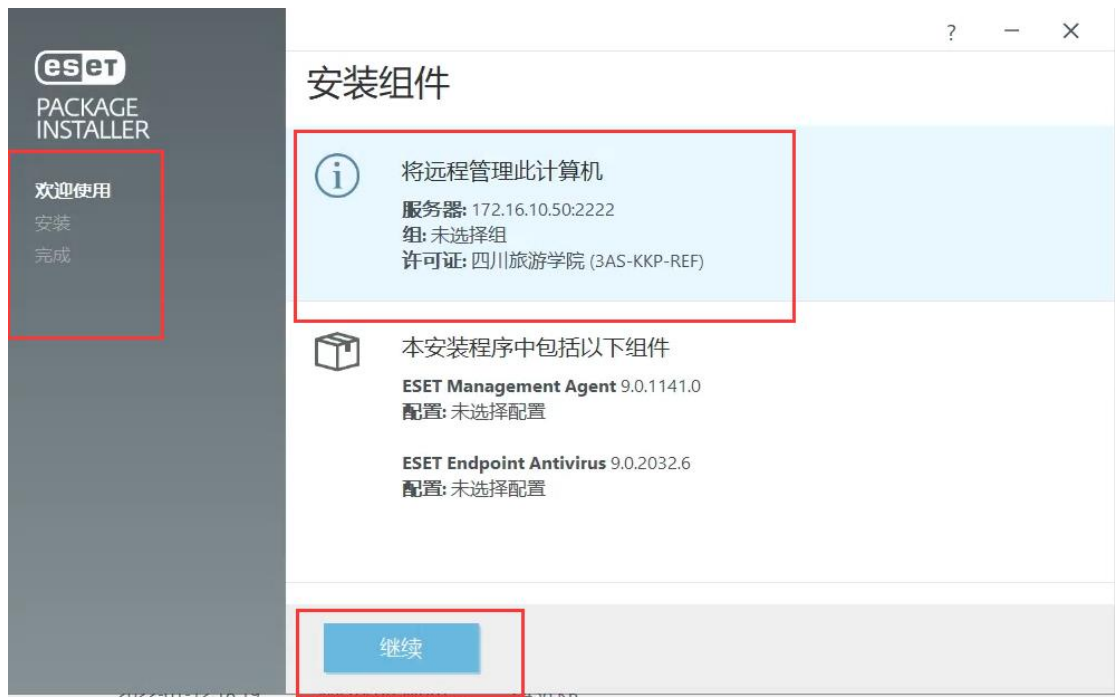 ?
eset
PACKAGE
INSTALLER
欢迎使用
安装
完成
安装组件
将远程管理此计算机
服务器: 172.16.10.50:2222
组: 未选择组
许可证: 四川旅游学院 (3AS-KKP-REF)
本安装程序中包括以下组件
ESET Management Agent 9.0.1141.0
配置: 未选择配置
ESET Endpoint Antivirus 9.0.2032.6
配置: 未选择配置
继续